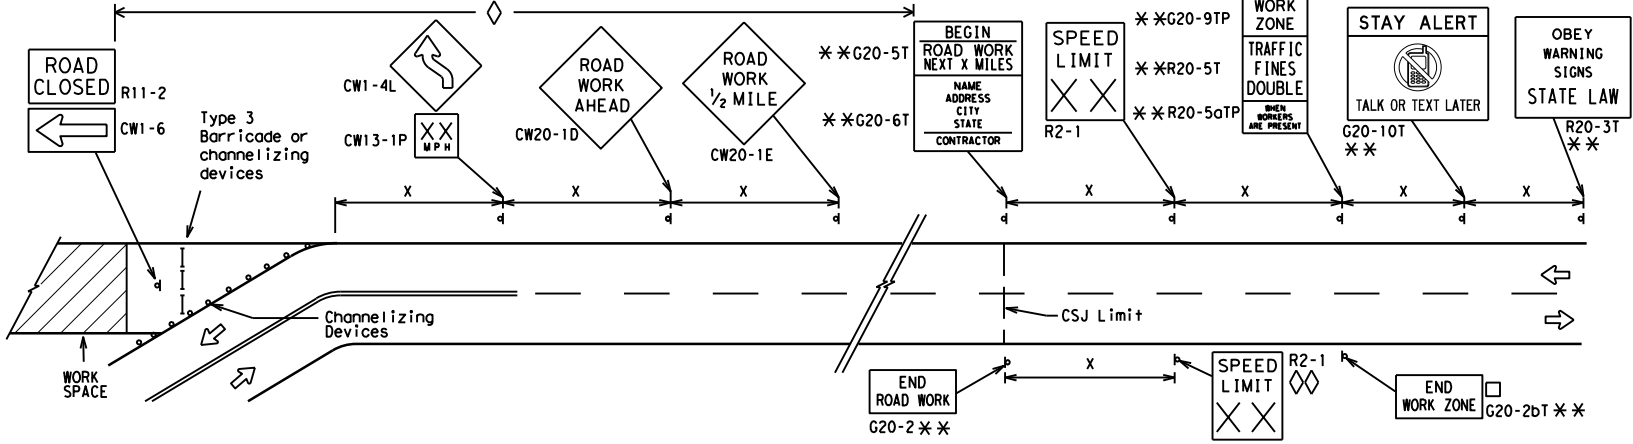 ROAD
CLOSED
R11-2
CW1-6
Type 3
Barricade or
channelizing
devices
CW1-4L
XX
MPH
CW13-1P
ROAD
WORK
AHEAD
CW20-1D
ROAD
WORK
1/2 MILE
CW20-1E
**G20-5T
**G20-6T
BEGIN
ROAD WORK
NEXT X MILES
NAME
ADDRESS
CITY
STATE
CONTRACTOR
SPEED
LIMIT
XX
R2-1
**G20-9TP
**R20-5T
**R20-5aTP
WORK
ZONE
TRAFFIC
FINES
DOUBLE
WHEN
WORKERS
ARE PRESENT
STAY ALERT
TALK OR TEXT LATER
G20-10T
**
OBEY
WARNING
SIGNS
STATE LAW
R20-3T
**
X
X
X
X
X
X
X
Channelizing
Devices
CSJ Limit
WORK
SPACE
X
END
ROAD WORK
G20-2 **
SPEED
LIMIT
XX
R2-1
END
WORK ZONE
G20-2bT **